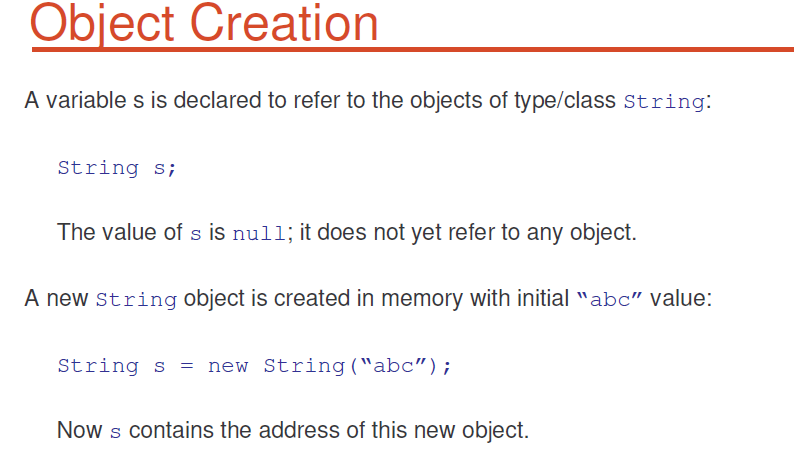 Object Creation
A variable s is declared to refer to the objects of type/class String:
String s;
The value of s is null; it does not yet refer to any object.
A new String object is created in memory with initial “abc” value:
String s = new String(“abc”);
Now s contains the address of this new object.